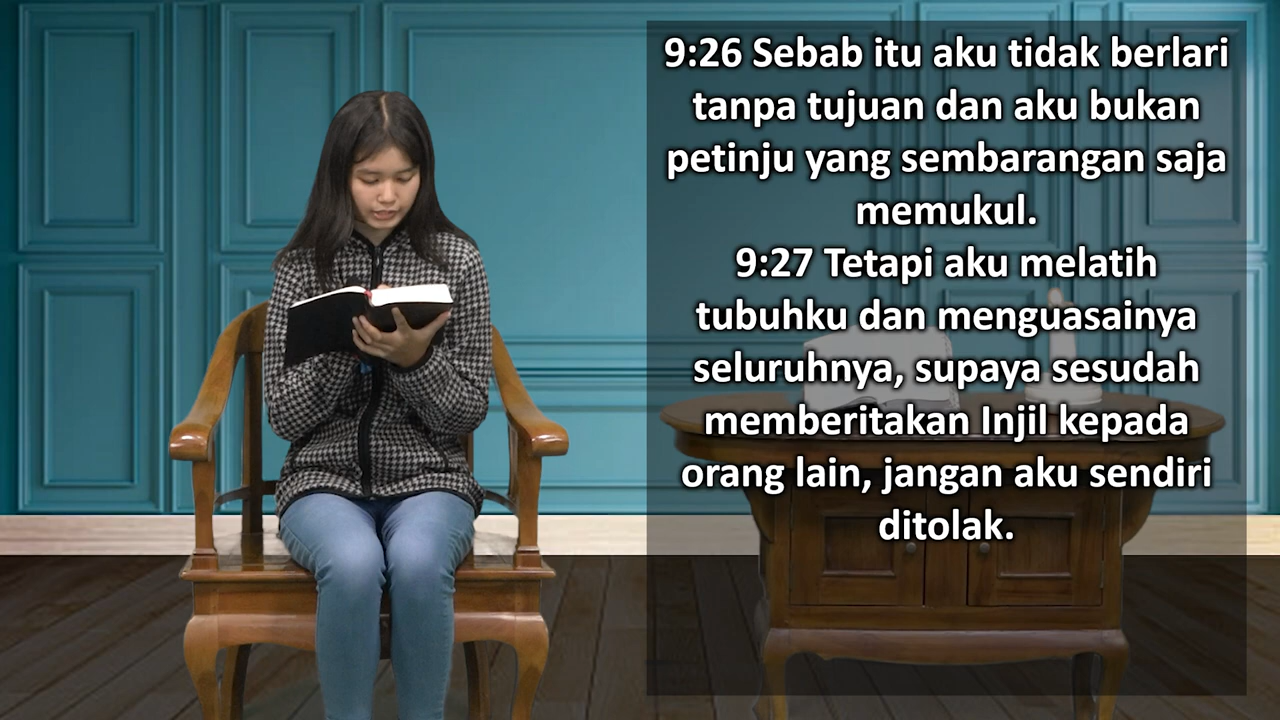 9:26 Sebab itu aku tidak berlari
tanpa tujuan dan aku bukan
petinju yang sembarangan saja
memukul.
9:27 Tetapi aku melatih
tubuhku dan menguasainya
seluruhnya, supaya sesudah
memberitakan Injil kepada
orang lain, jangan aku sendiri
ditolak.